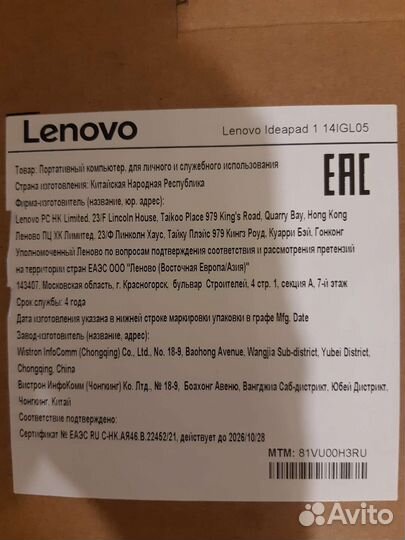 Lenovo
Lenovo Ideapad 1 14IGL05
Товар: Портативный компьютер, для личного и служебного использования
Страна изготовления: Китайская Народная Республика
Фирма-изготовитель (название, юр. адрес):
EAC
Lenovo PC HK Limited, 23/F Lincoln House, Taikoo Place 979 King's Road, Quarry Bay, Hong Kong
Леново ПЦ ХК Лимитед, 23/Ф Линколн Хаус, Тайку Плэйс 979 Кингз Роуд, Куарри Бэй, Гонконг
Уполномоченный Леново по вопросам подтверждения соответствия и рассмотрения претензий
на территории стран ЕАЭС ООО "Леново (Восточная Европа/Азия)"
143407, Московская область, г. Красногорск, бульвар Строителей, 4 стр. 1, секция А, 7-й этаж
Срок службы: 4 года
Дата изготовления указана в нижней строке маркировки упаковки в графе Mfg. Date
Завод-изготовитель (название, адрес):
Wistron InfoComm (Chongqing) Co., Ltd., No. 18-9, Baohong Avenue, Wangjia Sub-district, Yubei District,
Chongqing, China
Вистрон ИнфоКомм (Чонгкинг) Ко. Лтд., № 18-9, Боахонг Авеню, Вангджиа Саб-дистрикт, Юбей Дистрикт,
Чонгкинг, Китай
Соответствие подтверждено:
Сертификат № ЕАЭС RU С-НК.АЯ46.В.22452/21, действует до 2026/10/28
MTM: 81VU00H3RU
Avito